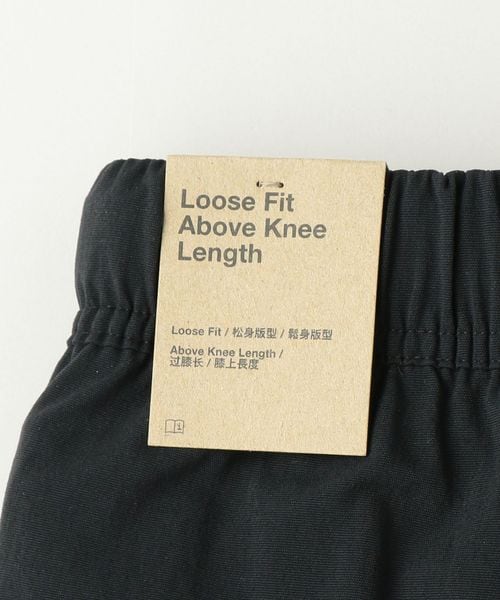 Loose Fit
Above Knee
Length
Loose Fit / 松身版型 / 鬆身版型
Above Knee Length /
过膝长 / 膝上長度